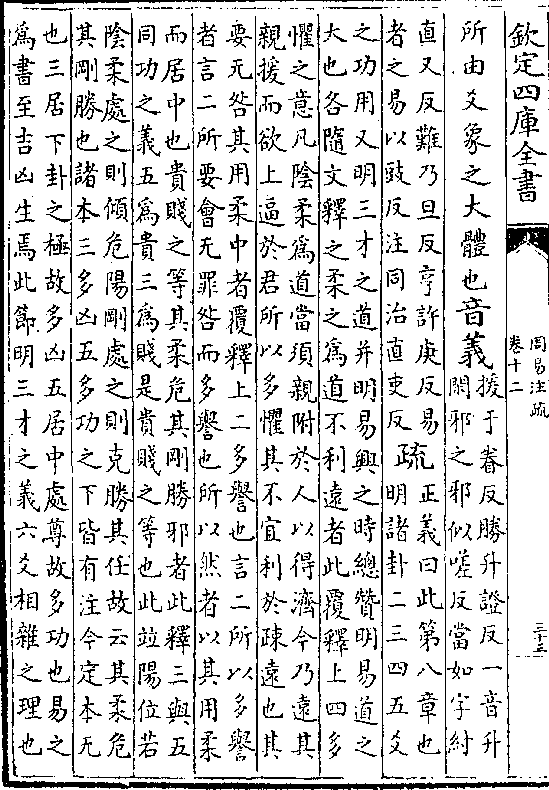 欽定四庫全書
周易注疏
卷十二
三十三
所由爻象之大體也音義
援于眷反勝升證反一音升
閑邪之邪似嗟反當如字紂
直又反難乃旦反亨許庚反易
者之易以豉反注同治直吏反
疏
正義曰此第八章也
明諸卦二三四五爻
之功用又明三才之道并明易興之時總贊明易道之
大也各隨文釋之柔之爲道不利遠者此覆釋上四多
懼之意凡陰柔爲道當須親附於人以得濟今乃遠其
親援而欲上逼於君所以多懼其不宜利於疎遠也其
要无咎其用柔中者覆釋上二多譽也言二所以多譽
者言二所要會无罪咎而多譽也所以然者以其用柔
而居中也貴賤之等其柔危其剛勝邪者此釋三與五
同功之義五爲貴三爲賤是貴賤之等也此竝陽位若
陰柔處之則傾危陽剛處之則克勝其任故云其柔危
其剛勝也諸本三多凶五多功之下皆有注今定本无
也三居下卦之極故多凶五居中處尊故多功也易之
爲書至吉凶生焉此節明三才之義六爻相雜之理也